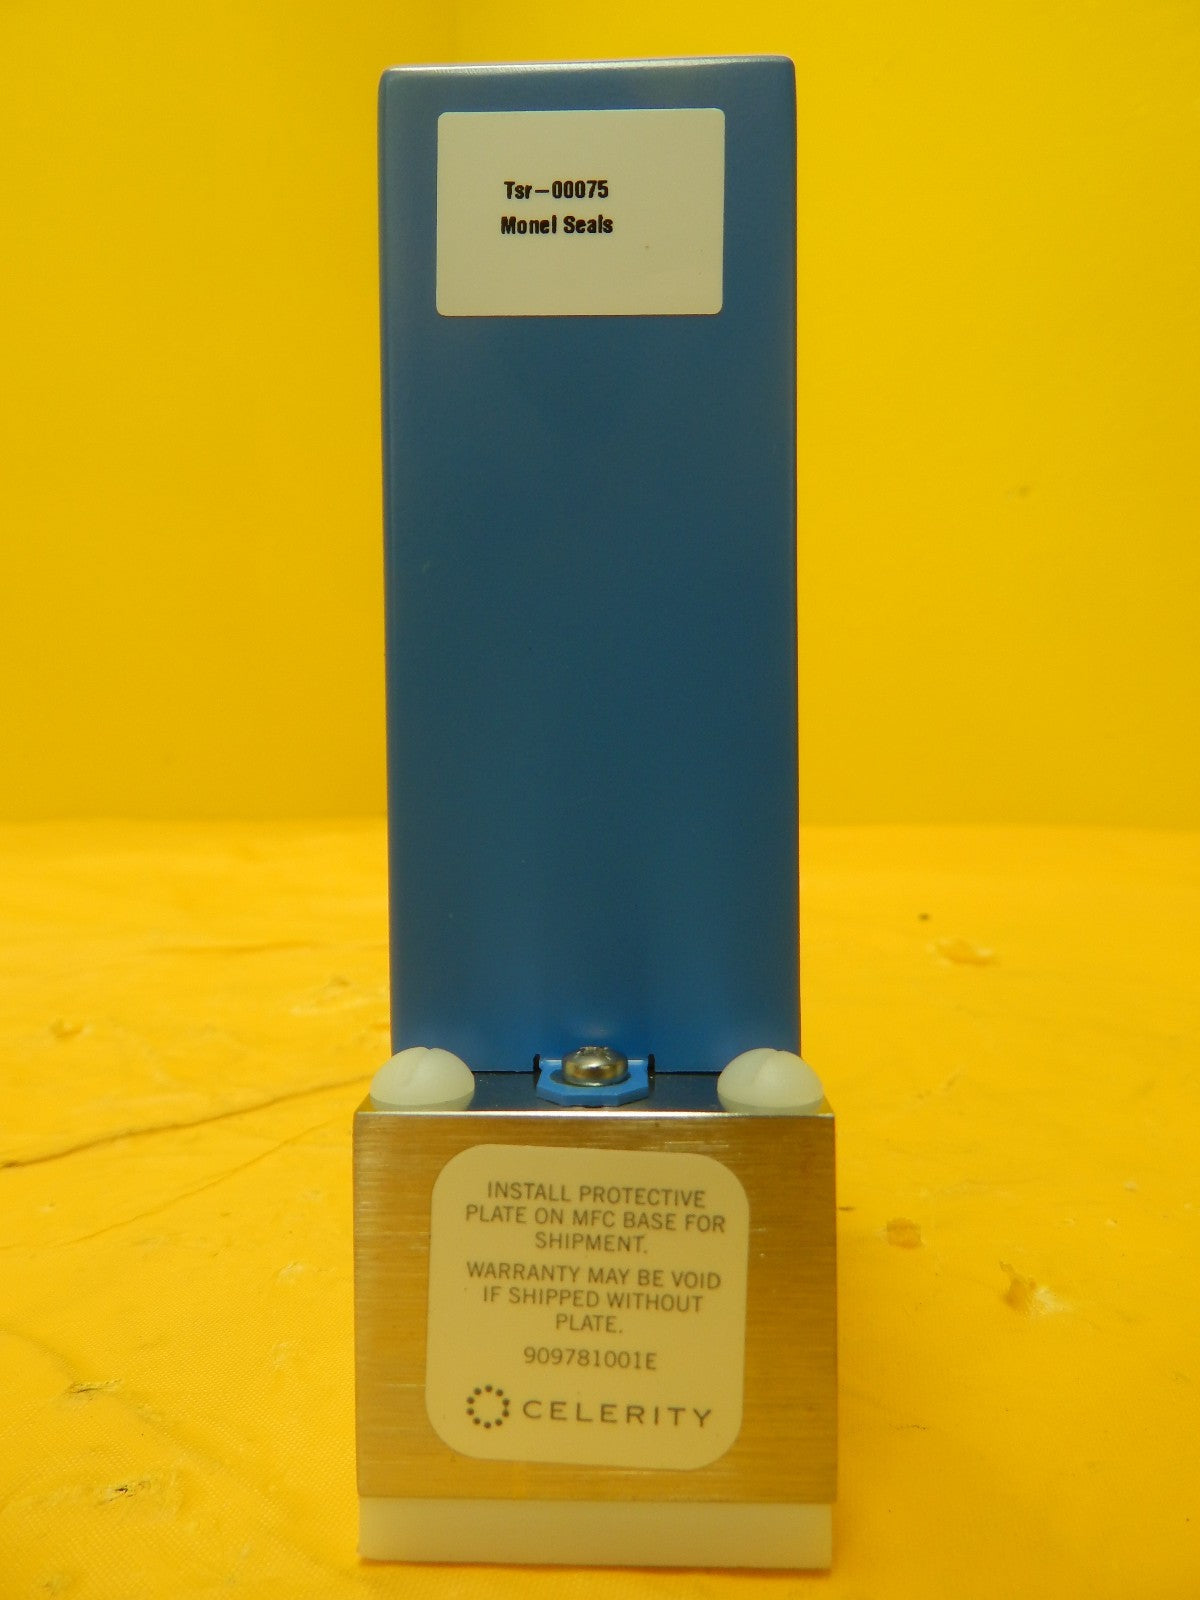 Tsr-00075
Monel Seals
INSTALL PROTECTIVE
PLATE ON MFC BASE FOR
SHIPMENT.
WARRANTY MAY BE VOID
IF SHIPPED WITHOUT
PLATE.
909781001E
CELERITY